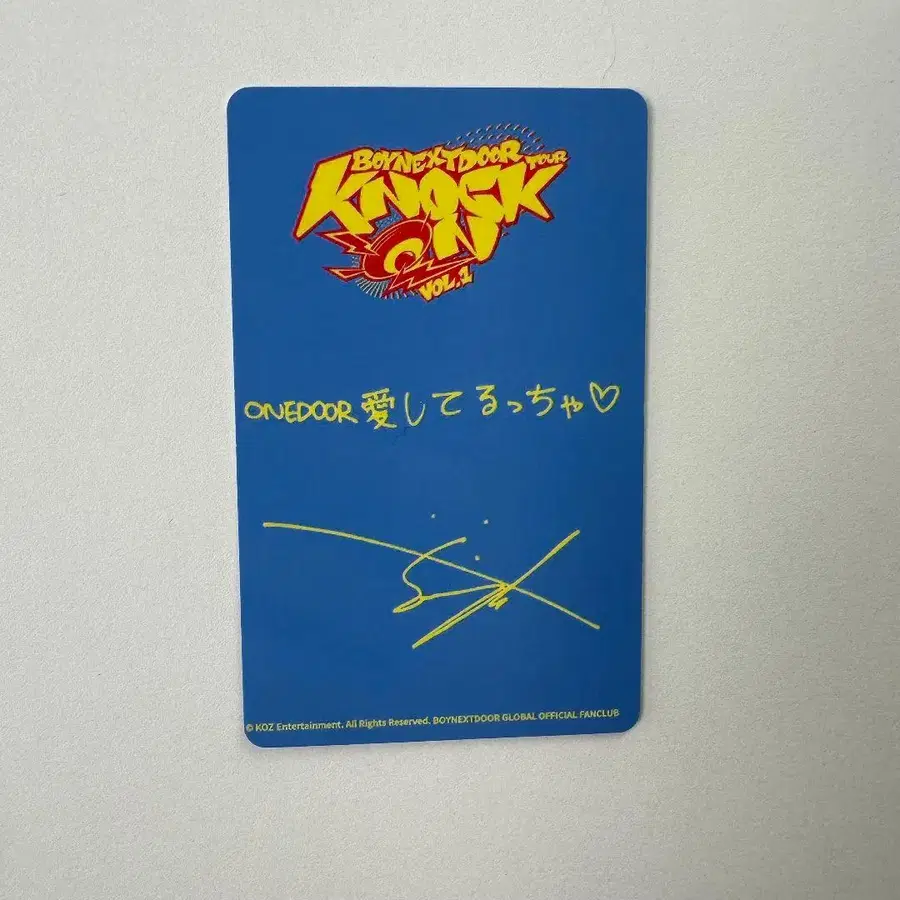 BOYNEXTDOOR TOUR
KNOCK
ON
VOL.1
ONEDOOR 愛してるっちゃ♡
© KOZ Entertainment. All Rights Reserved. BOYNEXTDOOR GLOBAL OFFICIAL FANCLUB